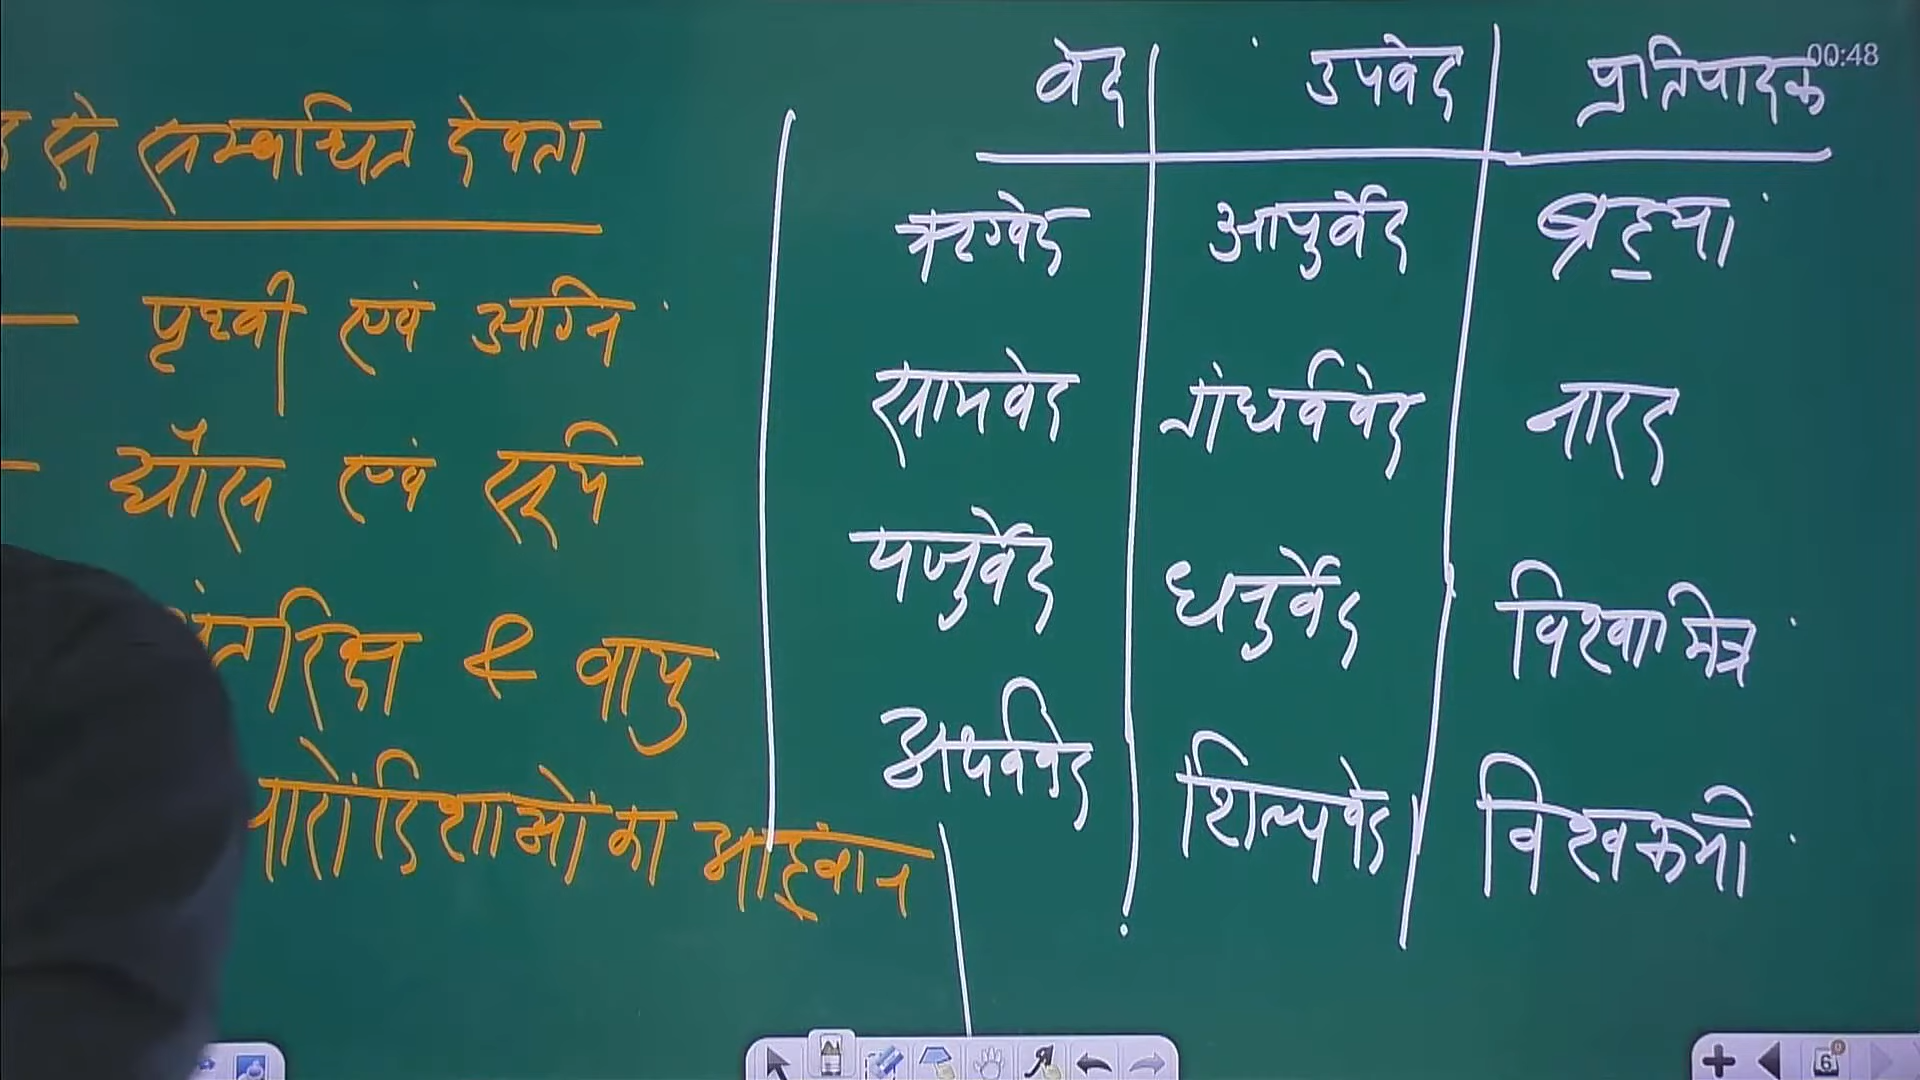 से सम्बंधित देवता
पृथ्वी एवं अग्नि
द्यौस एवं सूर्य
अंतरिक्ष & वायु
चारों दिशाओं का आह्वान
वेद उपवेद प्रतिपादक
ऋग्वेद आयुर्वेद ब्रह्मा
सामवेद गंधर्ववेद नारद
यजुर्वेद धनुर्वेद विश्वामित्र
अथर्ववेद शिल्पवेद विश्वकर्मा
00:48
6